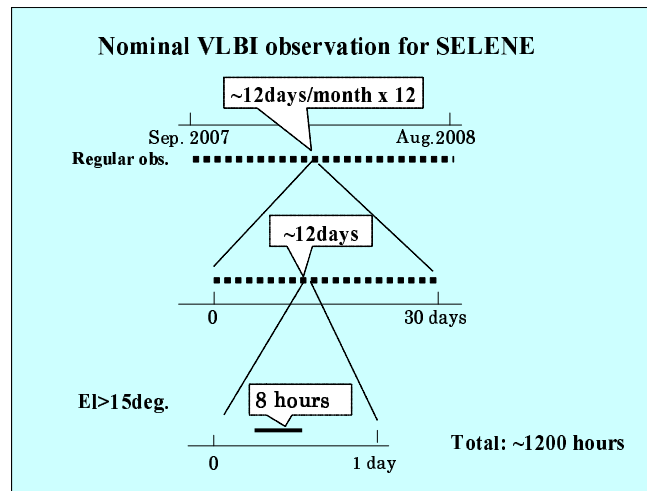 Nominal VLBI observation for SELENE
~12days/month x 12
Sep. 2007
Aug.2008
Regular obs.
~12days
0
30 days
El>15deg.
8 hours
0
1 day
Total: ~1200 hours